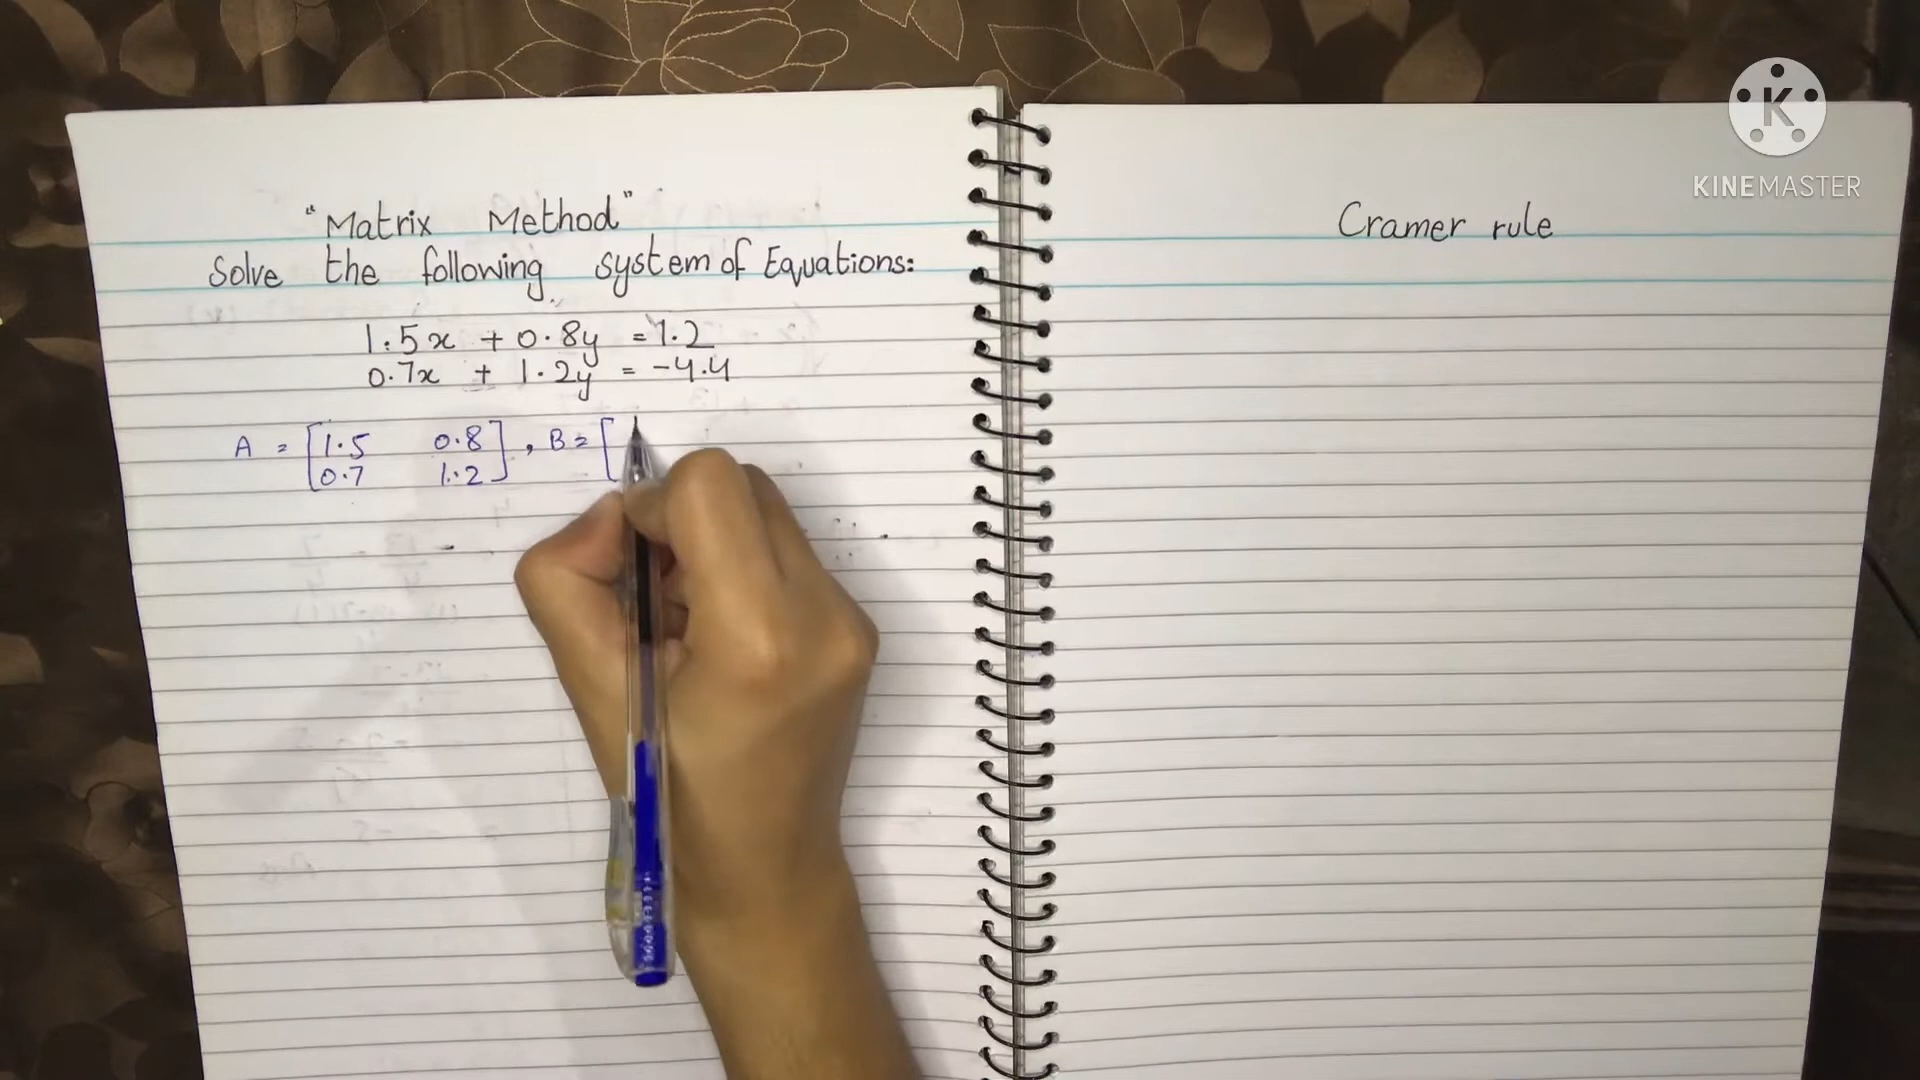 "Matrix Method"
Solve the following system of Equations:
1.5x + 0.8y = 1.2
0.7x + 1.2y = -4.4
A = [1.5 0.8], B = [
0.7 1.2
Cramer rule
K
KINEMASTER